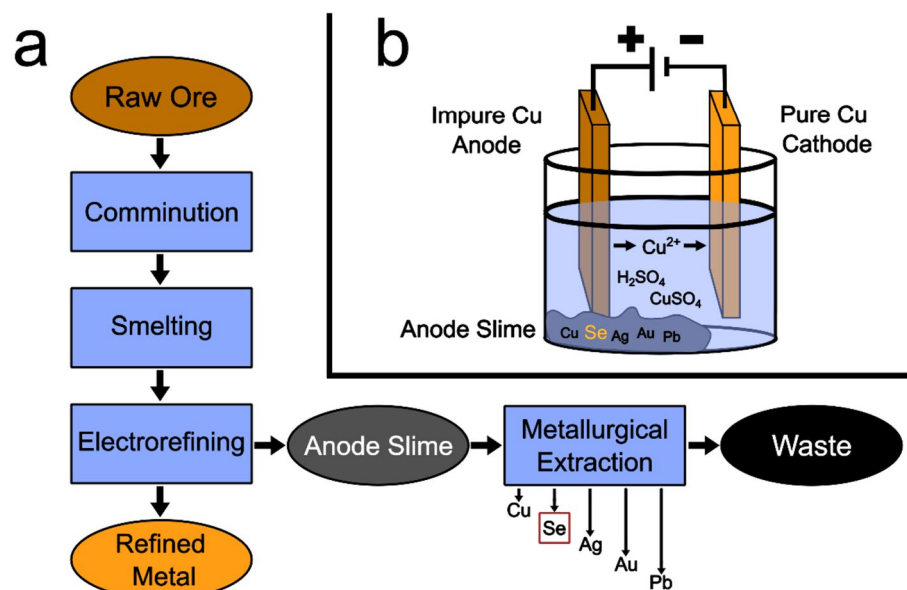 a
Raw Ore
Comminution
Smelting
Electrorefining
Refined
Metal
Anode Slime
Metallurgical
Extraction
Waste
Cu
Se
Ag
Au
Pb
b
+ −
Impure Cu
Anode
Pure Cu
Cathode
Cu²⁺
H₂SO₄
CuSO₄
Anode Slime
Cu Se Ag Au Pb